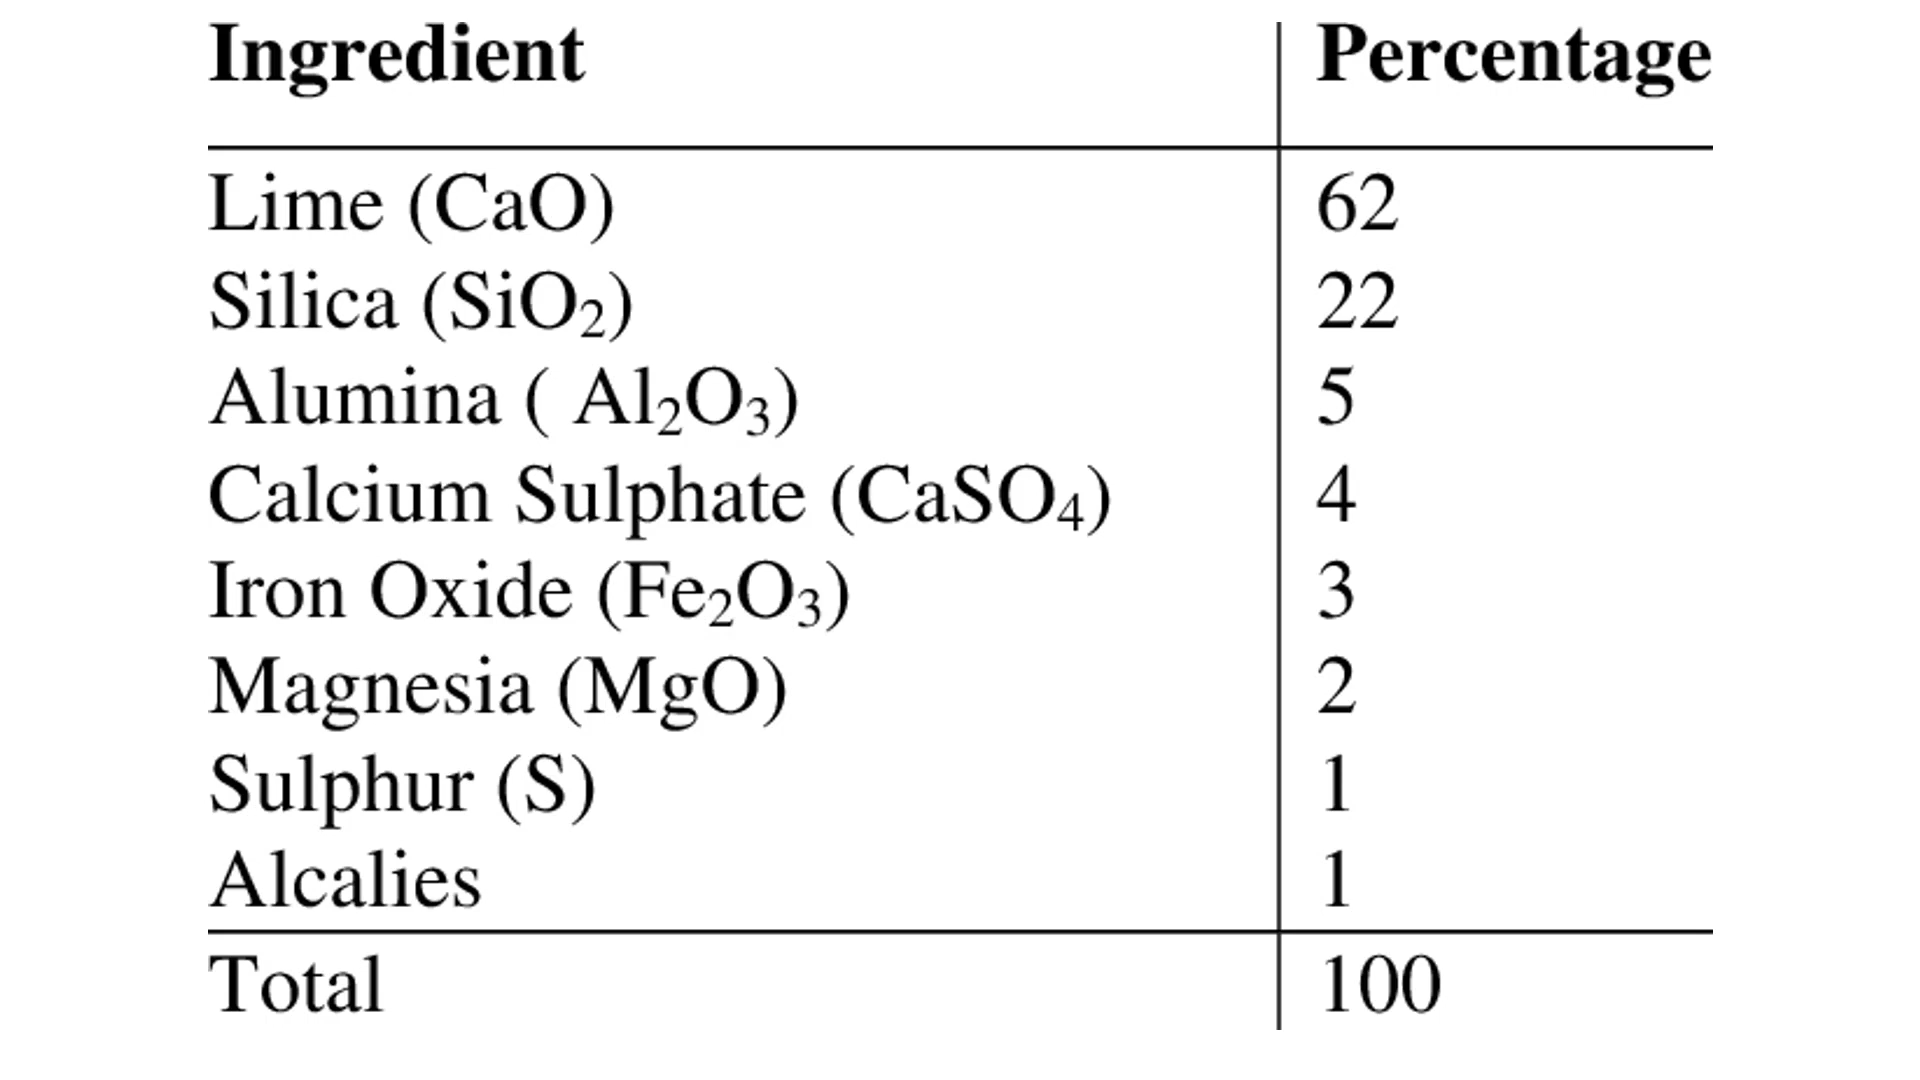 Ingredient Percentage
Lime (CaO) 62
Silica (SiO₂) 22
Alumina ( Al₂O₃) 5
Calcium Sulphate (CaSO₄) 4
Iron Oxide (Fe₂O₃) 3
Magnesia (MgO) 2
Sulphur (S) 1
Alcalies 1
Total 100